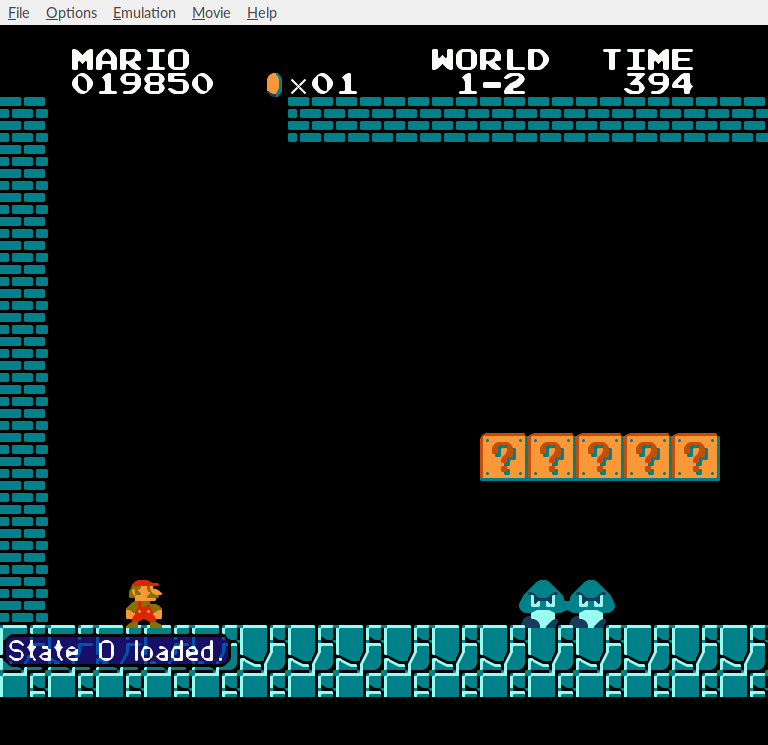 File Options Emulation Movie Help
MARIO WORLD TIME
019850 ×01 1-2 394
? ? ? ? ?
State 0 loaded.